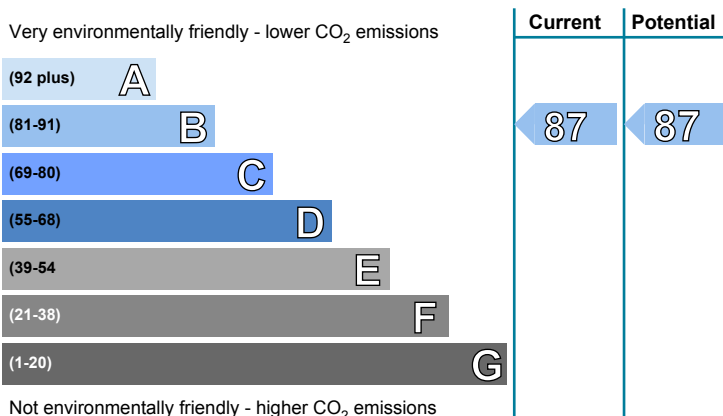 Current Potential
Very environmentally friendly - lower CO2 emissions
(92 plus) A
(81-91) B 87 87
(69-80) C
(55-68) D
(39-54 E
(21-38) F
(1-20) G
Not environmentally friendly - higher CO2 emissions